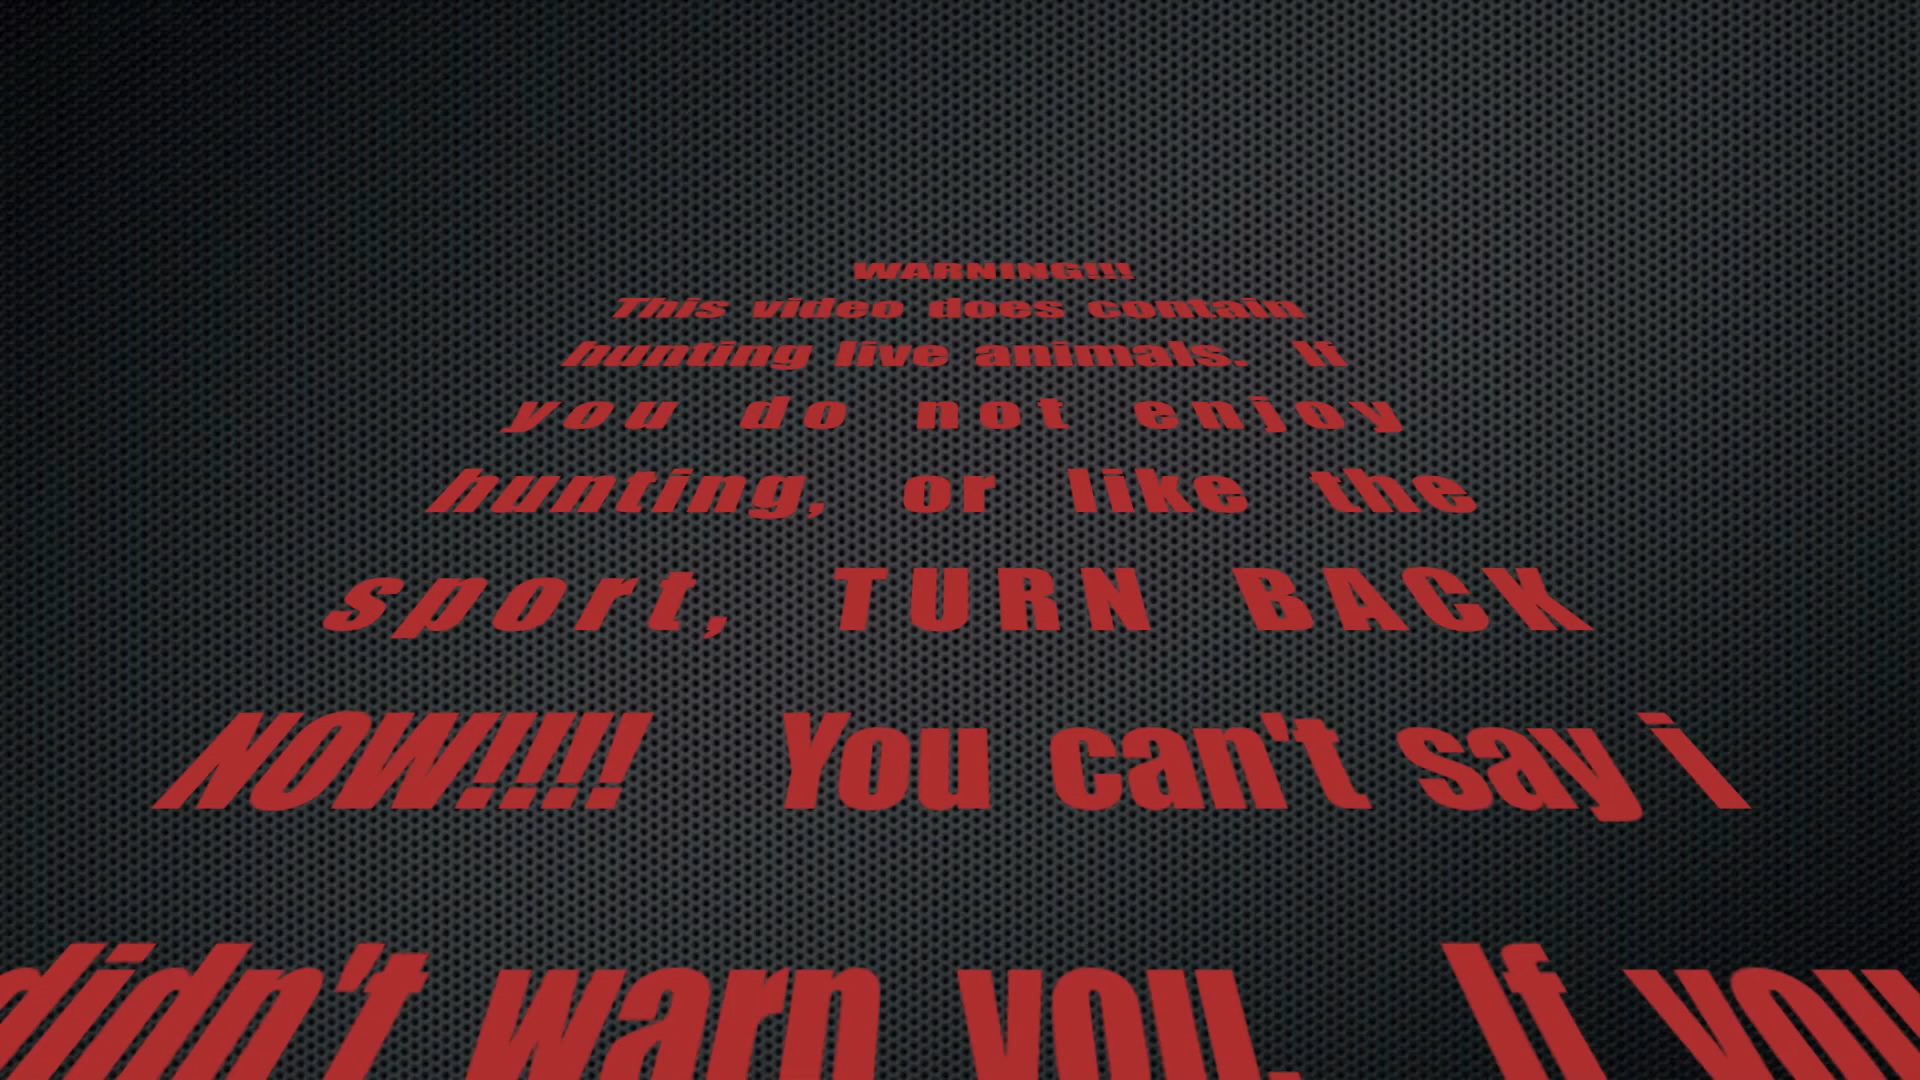 WARNING!!!
This video does contain
hunting live animals. If
you do not enjoy
hunting, or like the
sport, TURN BACK
NOW!!!! You can't say i
didn't warn you. If you